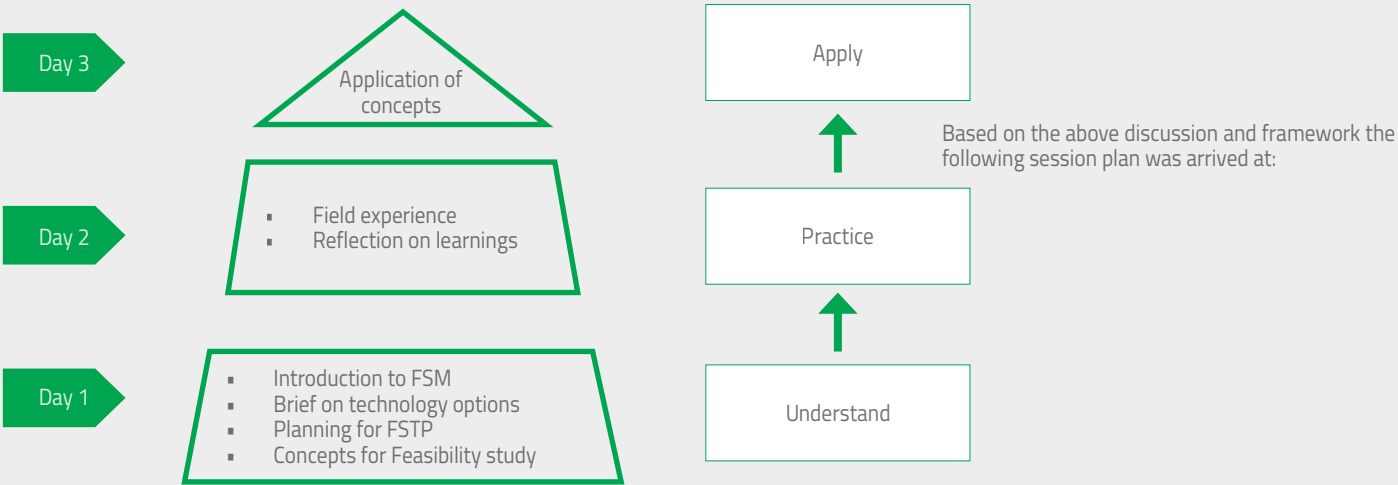 Day 3
Application of
concepts
Apply
Based on the above discussion and framework the
following session plan was arrived at:
Day 2
▪ Field experience
▪ Reflection on learnings
Practice
Day 1
▪ Introduction to FSM
▪ Brief on technology options
▪ Planning for FSTP
▪ Concepts for Feasibility study
Understand